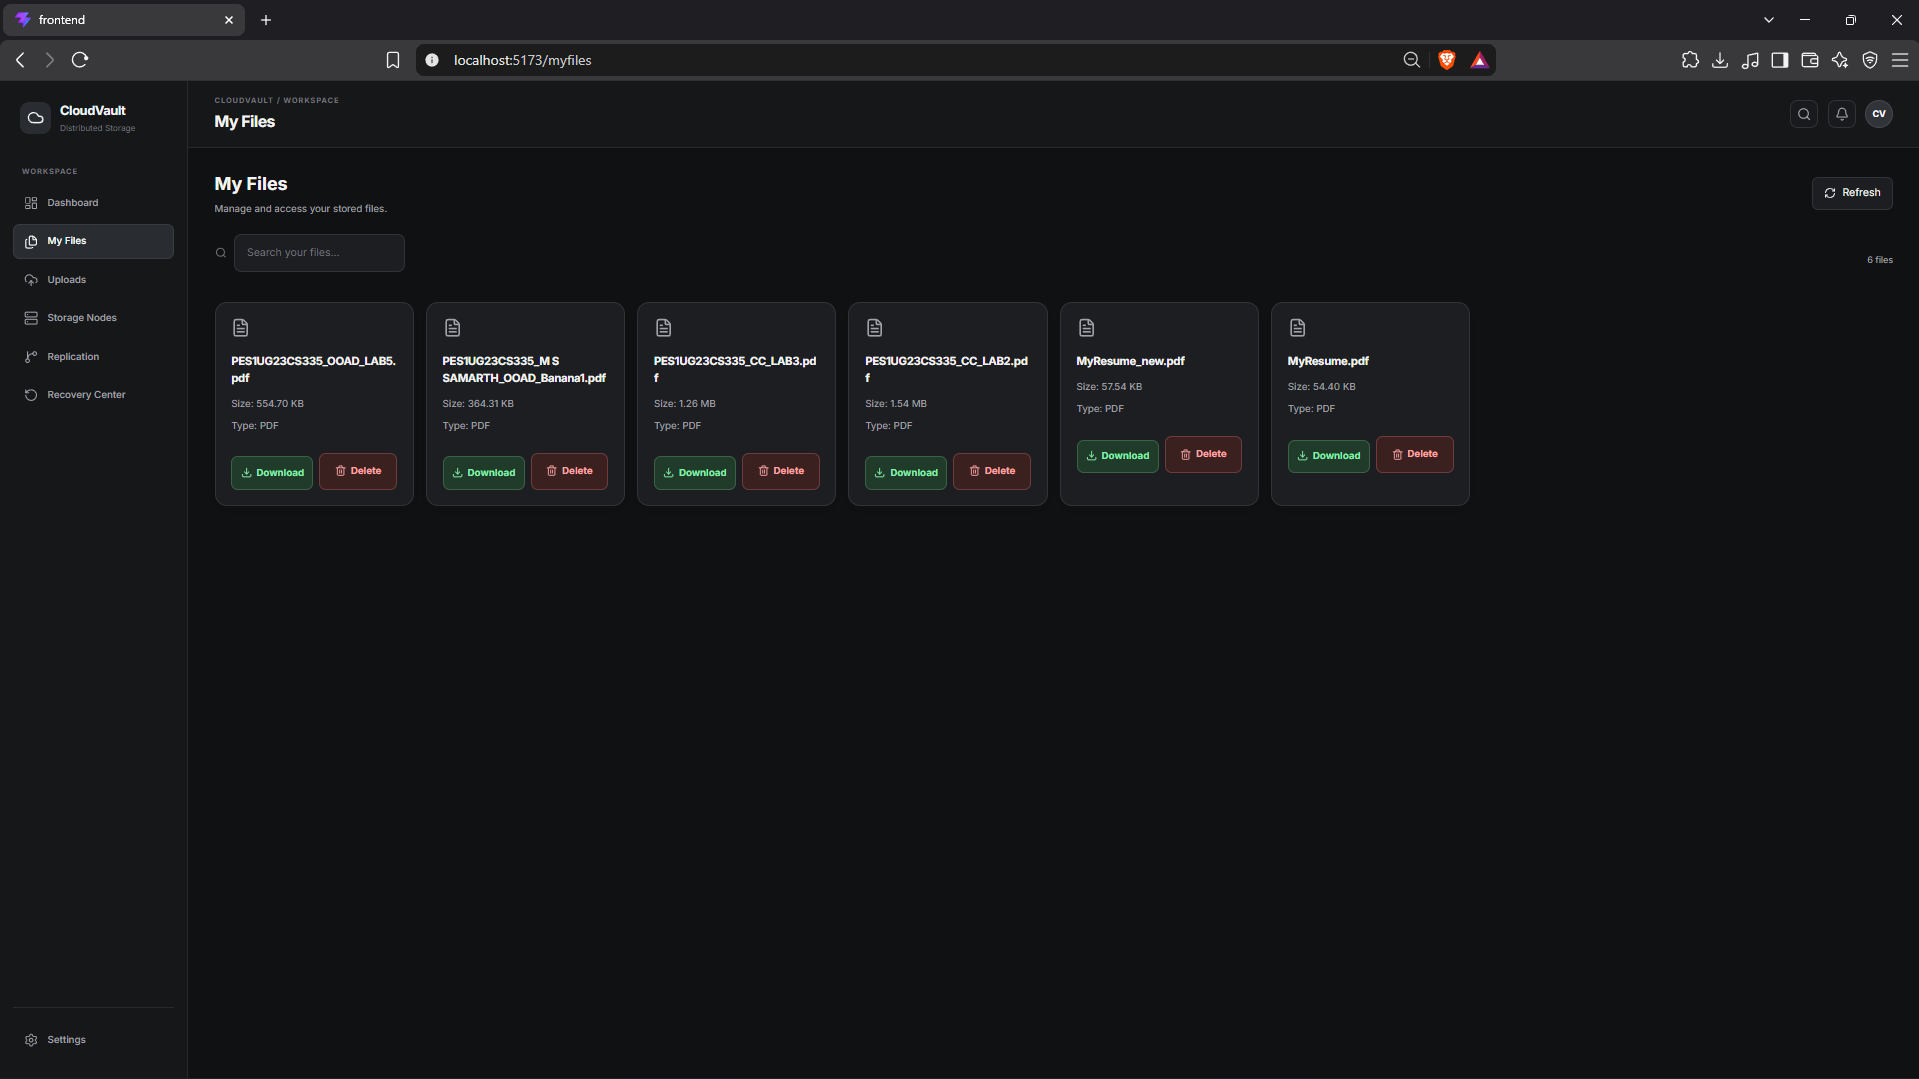 frontend
localhost:5173/myfiles
CloudVault
Distributed Storage
WORKSPACE
Dashboard
My Files
Uploads
Storage Nodes
Replication
Recovery Center
Settings
CLOUDVAULT / WORKSPACE
My Files
CV
My Files
Manage and access your stored files.
Refresh
Search your files...
6 files
PES1UG23CS335_OOAD_LAB5.
pdf
Size: 554.70 KB
Type: PDF
Download
Delete
PES1UG23CS335_M S
SAMARTH_OOAD_Banana1.pdf
Size: 364.31 KB
Type: PDF
Download
Delete
PES1UG23CS335_CC_LAB3.pd
f
Size: 1.26 MB
Type: PDF
Download
Delete
PES1UG23CS335_CC_LAB2.pd
f
Size: 1.54 MB
Type: PDF
Download
Delete
MyResume_new.pdf
Size: 57.54 KB
Type: PDF
Download
Delete
MyResume.pdf
Size: 54.40 KB
Type: PDF
Download
Delete